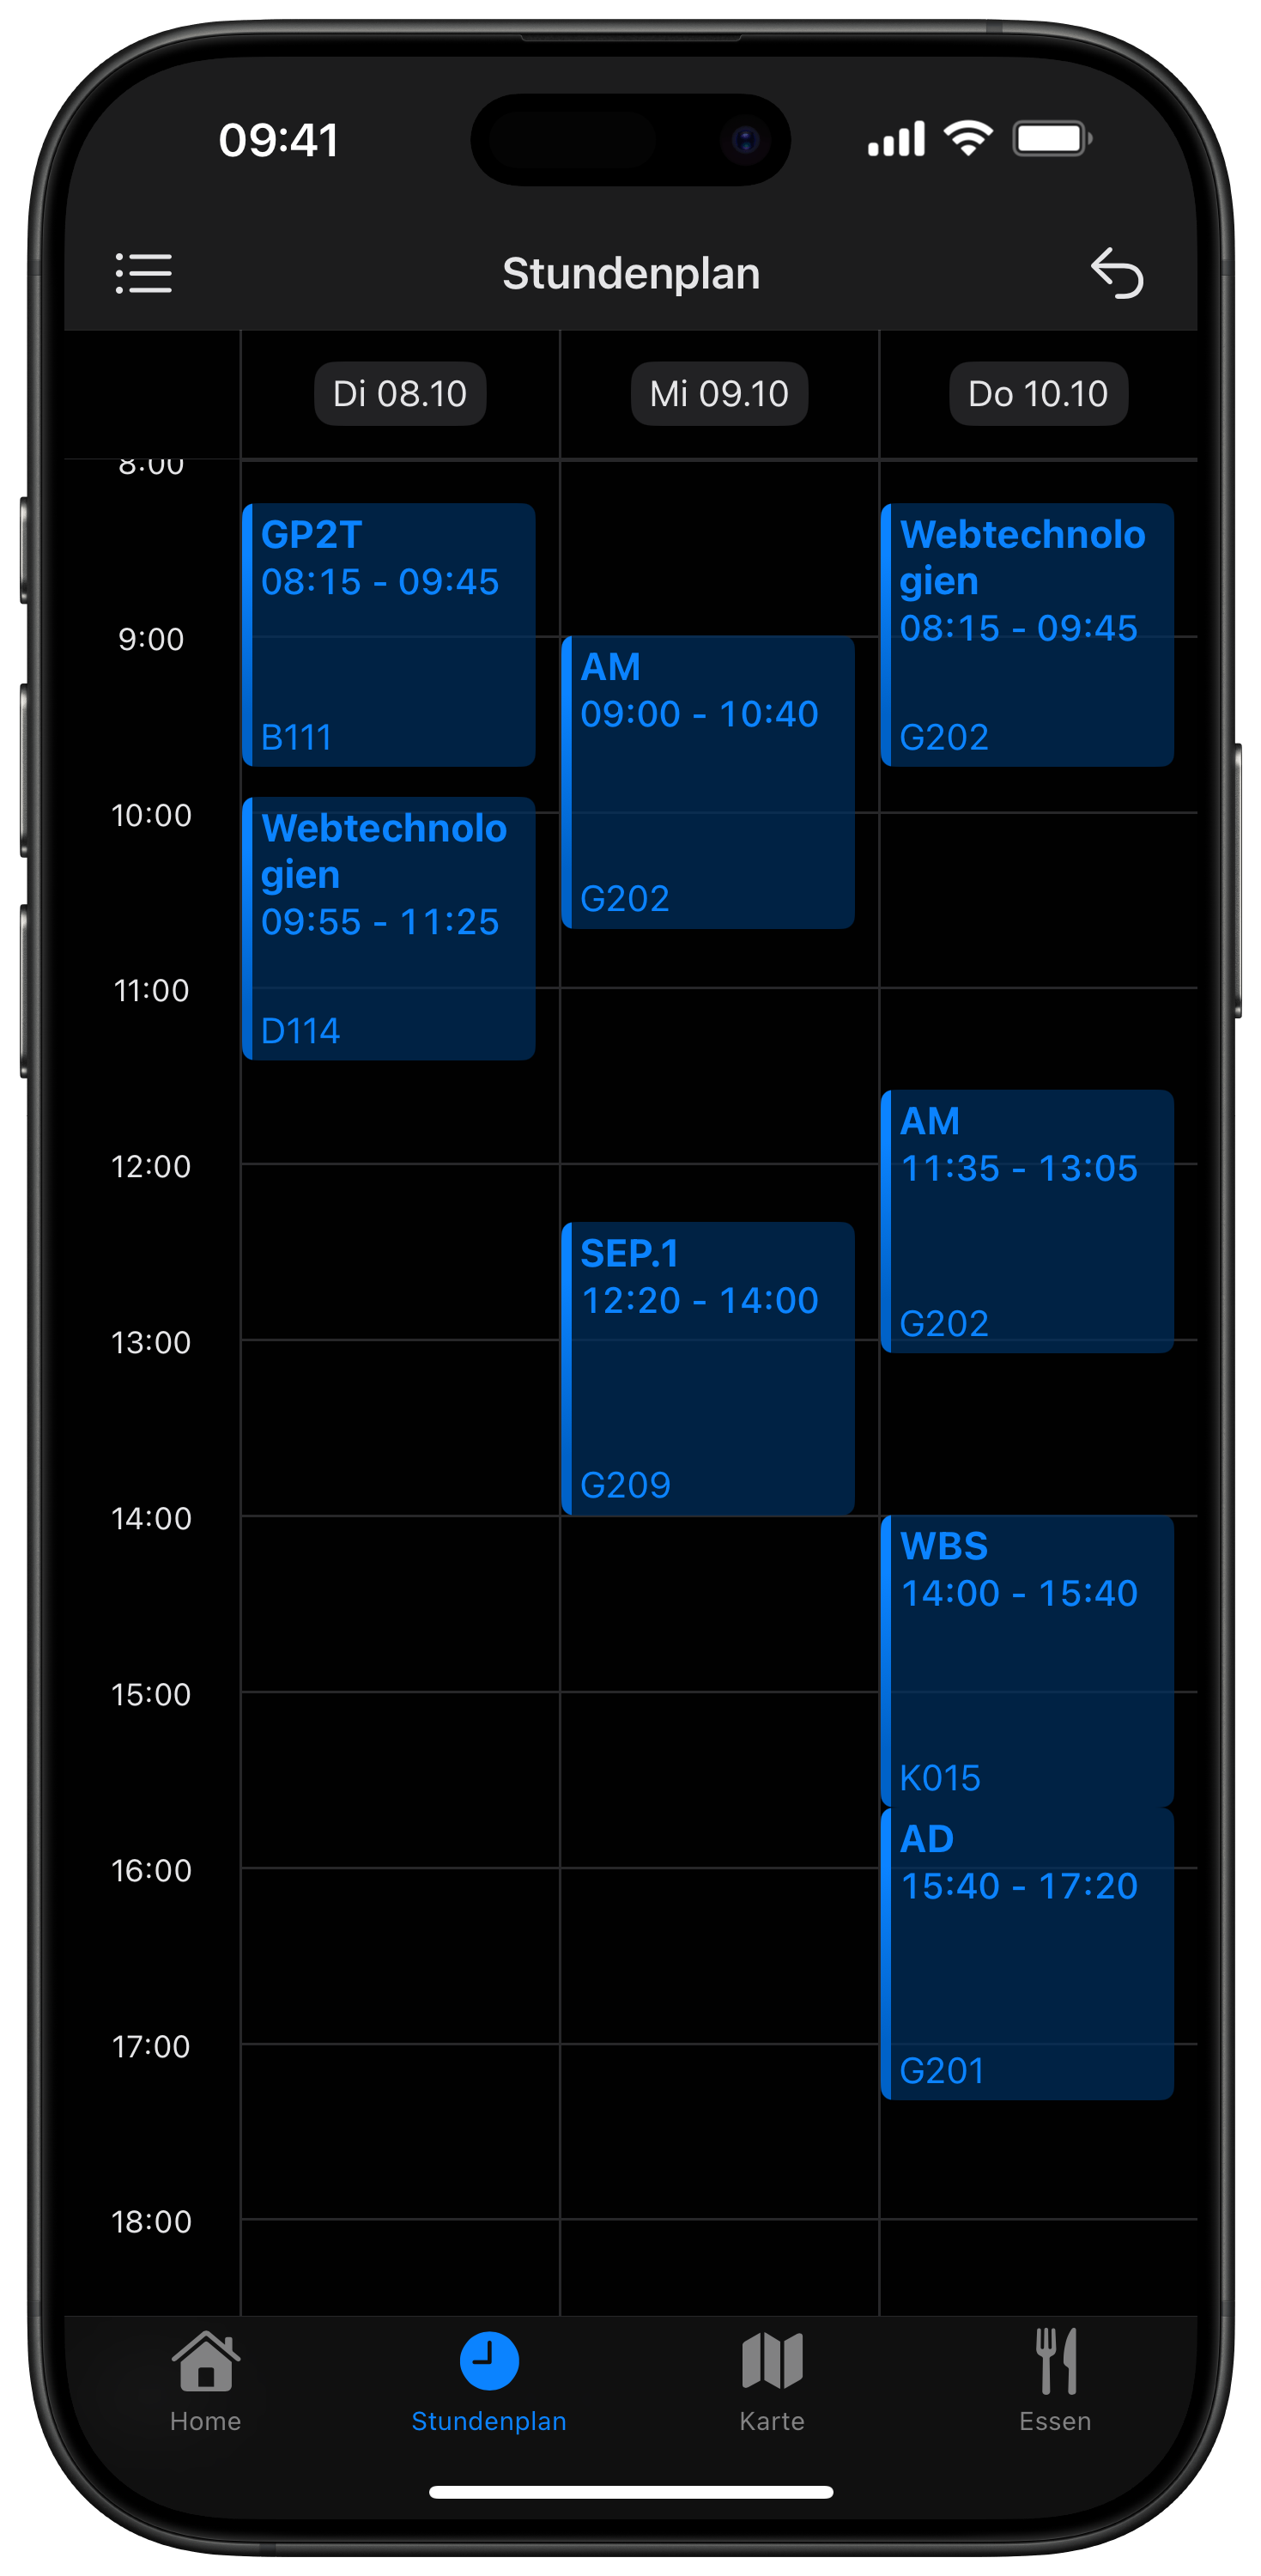 09:41
Stundenplan
Di 08.10
Mi 09.10
Do 10.10
8:00
9:00
10:00
11:00
12:00
13:00
14:00
15:00
16:00
17:00
18:00
GP2T
08:15 - 09:45
B111
Webtechnolo
gien
09:55 - 11:25
D114
AM
09:00 - 10:40
G202
SEP.1
12:20 - 14:00
G209
Webtechnolo
gien
08:15 - 09:45
G202
AM
11:35 - 13:05
G202
WBS
14:00 - 15:40
K015
AD
15:40 - 17:20
G201
Home
Stundenplan
Karte
Essen